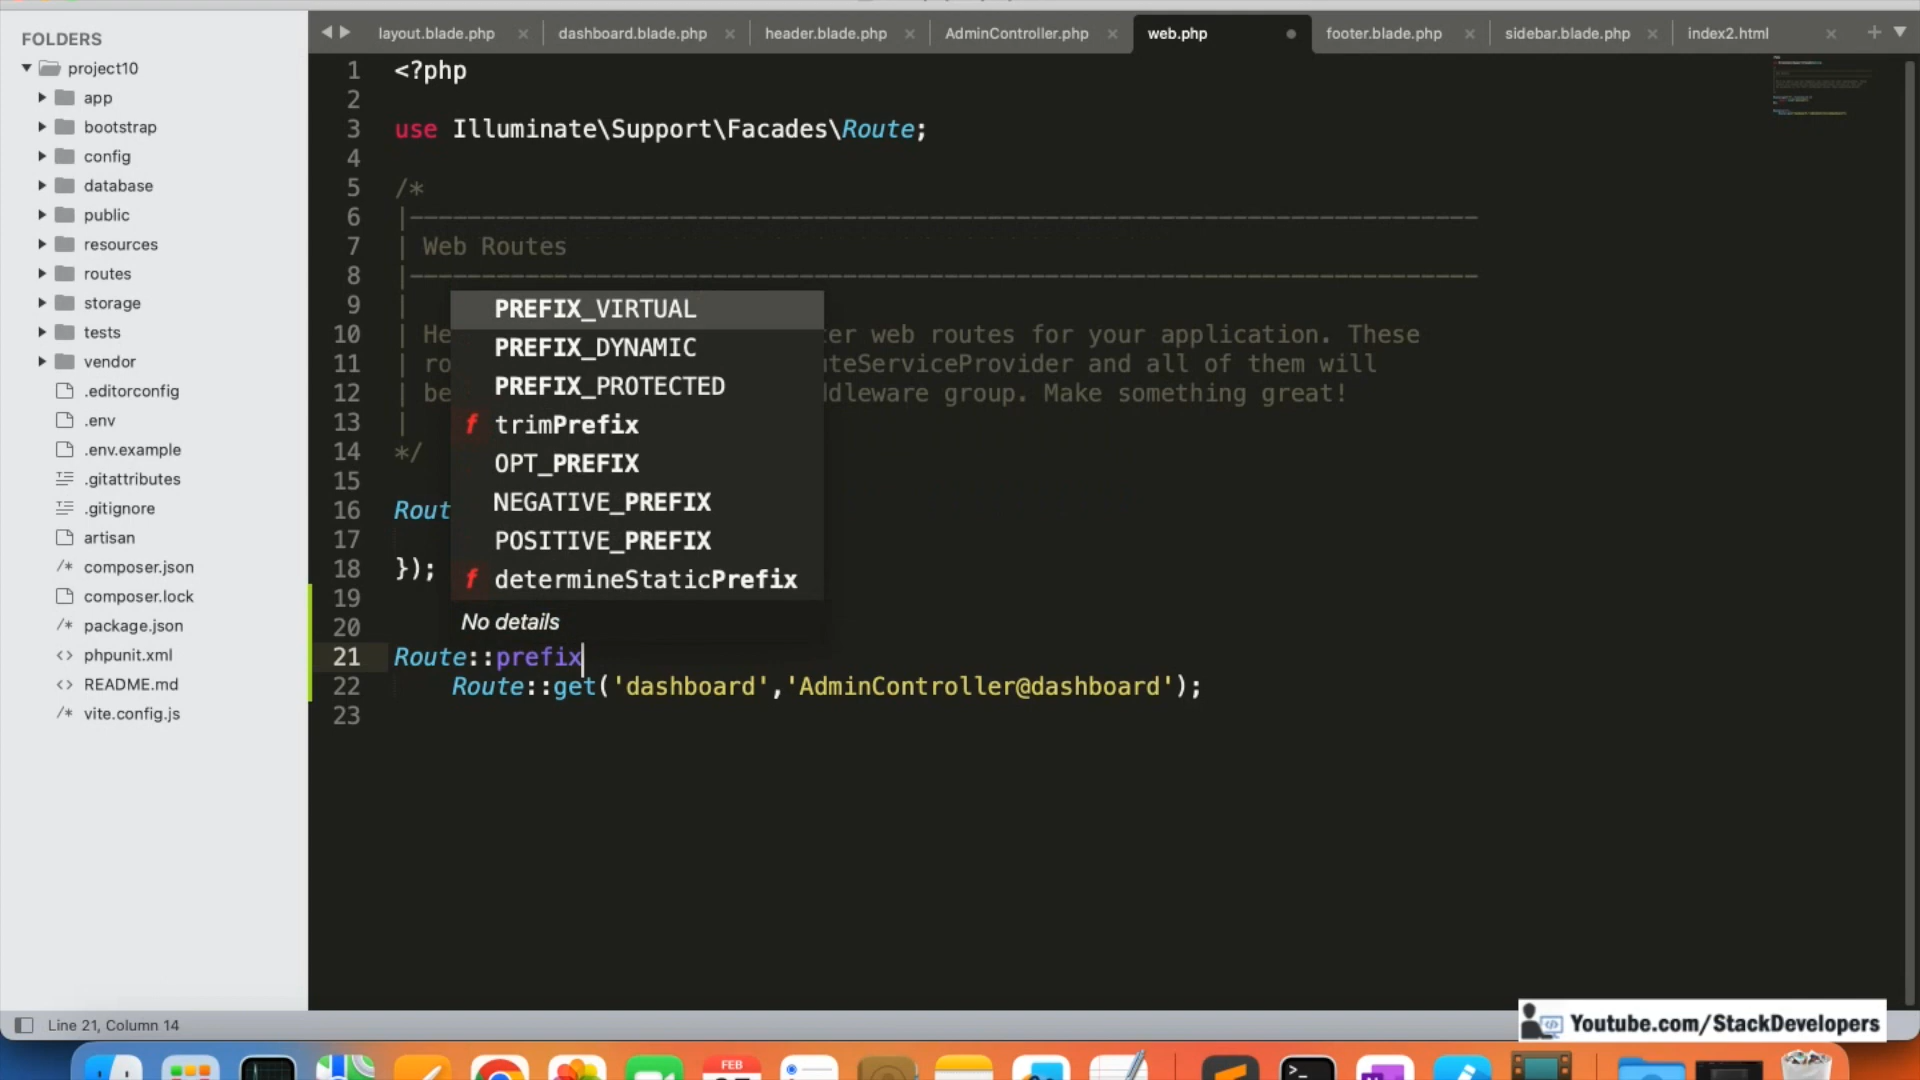 FOLDERS
project10
app
bootstrap
config
database
public
resources
routes
storage
tests
vendor
.editorconfig
.env
.env.example
.gitattributes
.gitignore
artisan
/* composer.json
composer.lock
/* package.json
<> phpunit.xml
<> README.md
/* vite.config.js
layout.blade.php × dashboard.blade.php × header.blade.php × AdminController.php × web.php footer.blade.php × sidebar.blade.php × index2.html ×
1 <?php
2
3 use Illuminate\Support\Facades\Route;
4
5 /*
6 |--------------------------------------------------------------------------
7 | Web Routes
8 |--------------------------------------------------------------------------
9 |
10 | He ter web routes for your application. These
11 | ro uteServiceProvider and all of them will
12 | be ddleware group. Make something great!
13 |
14 */
15
16 Rout
17
18 });
19
20
21 Route::prefix
22 Route::get('dashboard','AdminController@dashboard');
23
PREFIX_VIRTUAL
PREFIX_DYNAMIC
PREFIX_PROTECTED
f trimPrefix
OPT_PREFIX
NEGATIVE_PREFIX
POSITIVE_PREFIX
f determineStaticPrefix
No details
Line 21, Column 14
Youtube.com/StackDevelopers
FEB